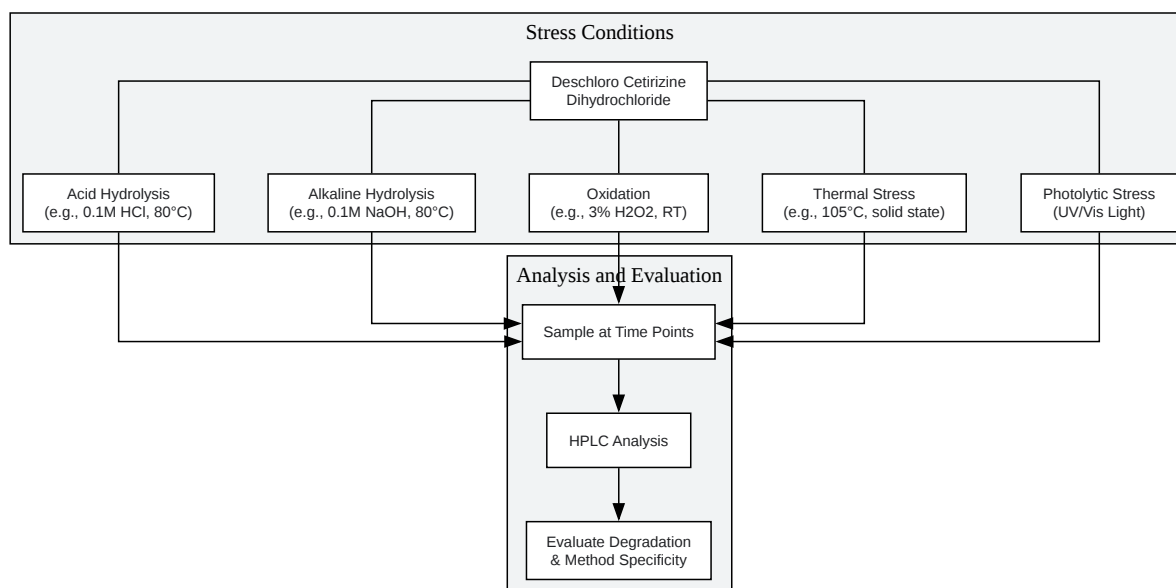 Stress Conditions
Deschloro Cetirizine
Dihydrochloride
Acid Hydrolysis
(e.g., 0.1M HCl, 80°C)
Alkaline Hydrolysis
(e.g., 0.1M NaOH, 80°C)
Oxidation
(e.g., 3% H2O2, RT)
Thermal Stress
(e.g., 105°C, solid state)
Photolytic Stress
(UV/Vis Light)
Analysis and Evaluation
Sample at Time Points
HPLC Analysis
Evaluate Degradation
& Method Specificity